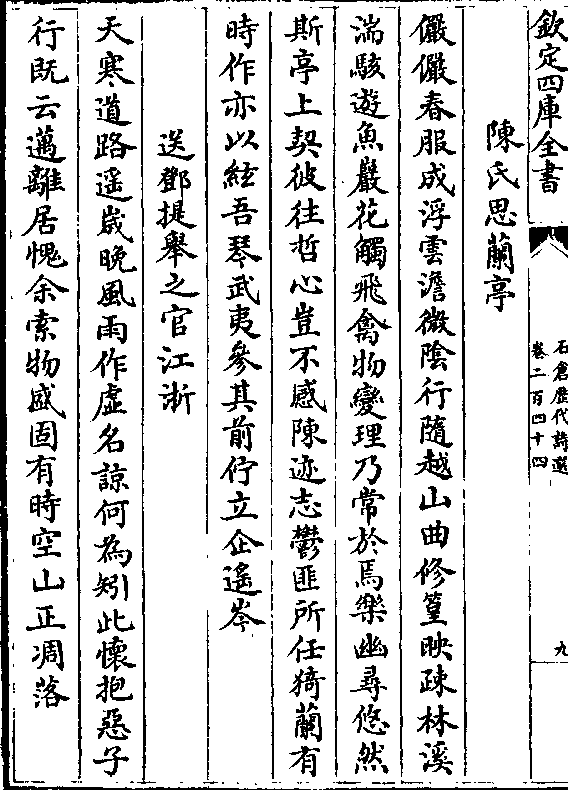 欽定四庫全書
石倉歷代詩選
卷二百四十四
九
陳氏思蘭亭
儼儼春服成浮雲澹微陰行隨越山曲修篁映疎林溪
湍駭遊魚巖花觸飛禽物變理乃常於焉樂幽尋悠然
斯亭上契彼往哲心豈不感陳迹志鬱匪所任猗蘭有
時作亦以絃吾琴武夷參其前佇立企遙岑
送鄧提舉之官江浙
天寒道路遙歲晚風雨作虛名諒何為矧此懷抱惡子
行既云邁離居愧余索物盛固有時空山正凋落